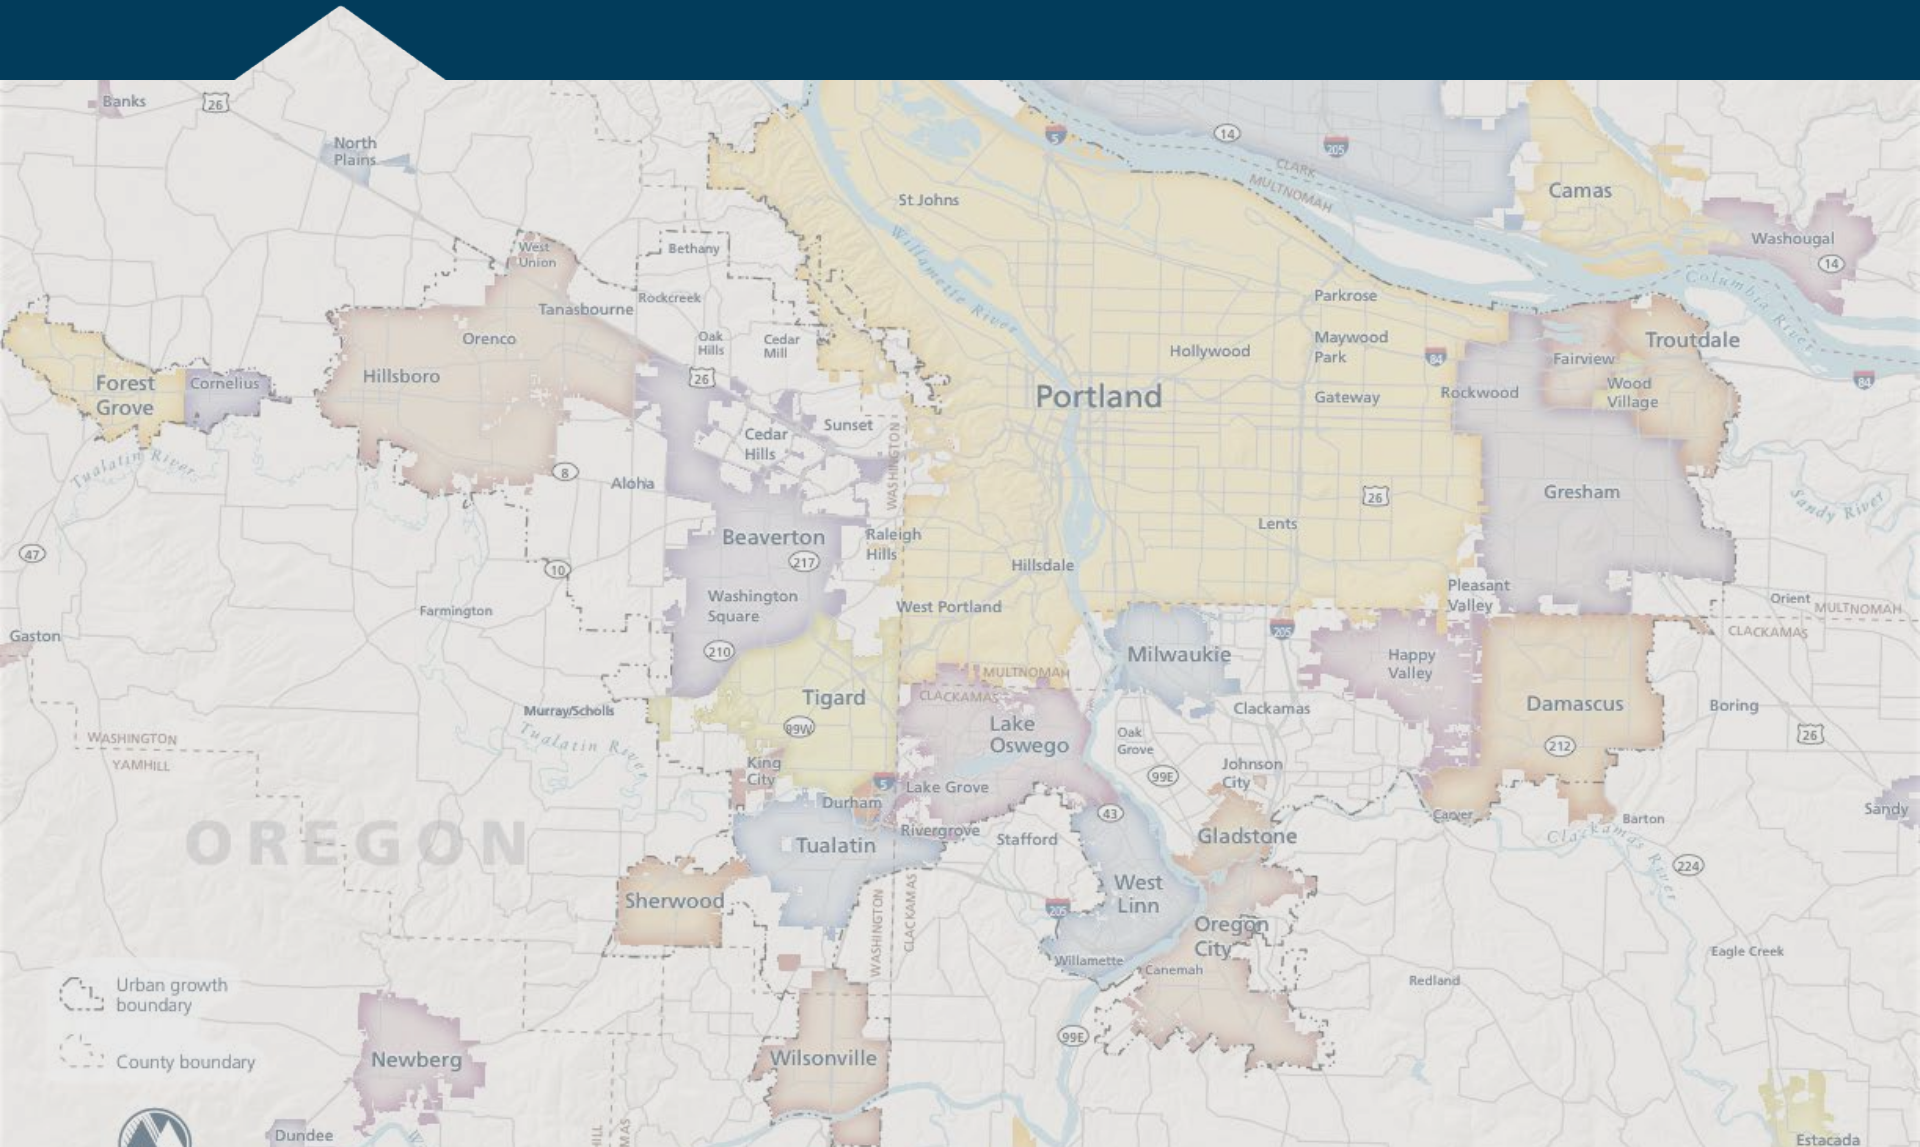 Banks
26
North
Plains
5
14
205
CLARK
MULTNOMAH
Camas
St Johns
Washougal
14
West
Union
Bethany
Willamette River
Columbia River
Rockcreek
Tanasbourne
Parkrose
Orenco
Oak
Hills
Cedar
Mill
Hollywood
Maywood
Park
84
Fairview
Troutdale
Hillsboro
26
Forest
Grove
Cornelius
Portland
Gateway
Rockwood
Wood
Village
84
Cedar
Hills
Sunset
WASHINGTON
Tualatin River
8
Aloha
26
Gresham
Sandy River
Beaverton
217
Raleigh
Hills
Lents
47
10
Hillsdale
Washington
Square
West Portland
Pleasant
Valley
Orient
MULTNOMAH
CLACKAMAS
Farmington
Gaston
210
205
Milwaukie
Happy
Valley
MULTNOMAH
CLACKAMAS
Tigard
Murray/Scholls
99W
Lake
Oswego
Clackamas
Damascus
Boring
212
26
Tualatin River
WASHINGTON
YAMHILL
Oak
Grove
King
City
5
Lake Grove
99E
Johnson
City
Durham
43
Carver
Barton
Sandy
OREGON
Tualatin
Rivergrove
Stafford
Gladstone
Clackamas River
224
Sherwood
West
Linn
205
WASHINGTON
CLACKAMAS
Oregon
City
Willamette
Canemah
Eagle Creek
Redland
Urban growth
boundary
County boundary
Newberg
Wilsonville
99E
Dundee
Estacada